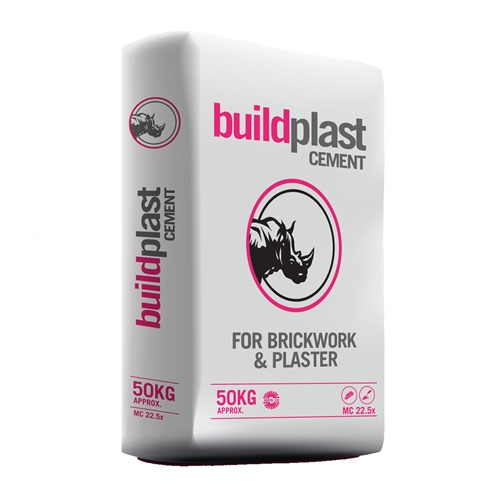 buildplast
CEMENT
FOR BRICKWORK
& PLASTER
50KG
APPROX.
MC 22.5x
buildplast
CEMENT
50KG
APPROX.
MC 22.5x